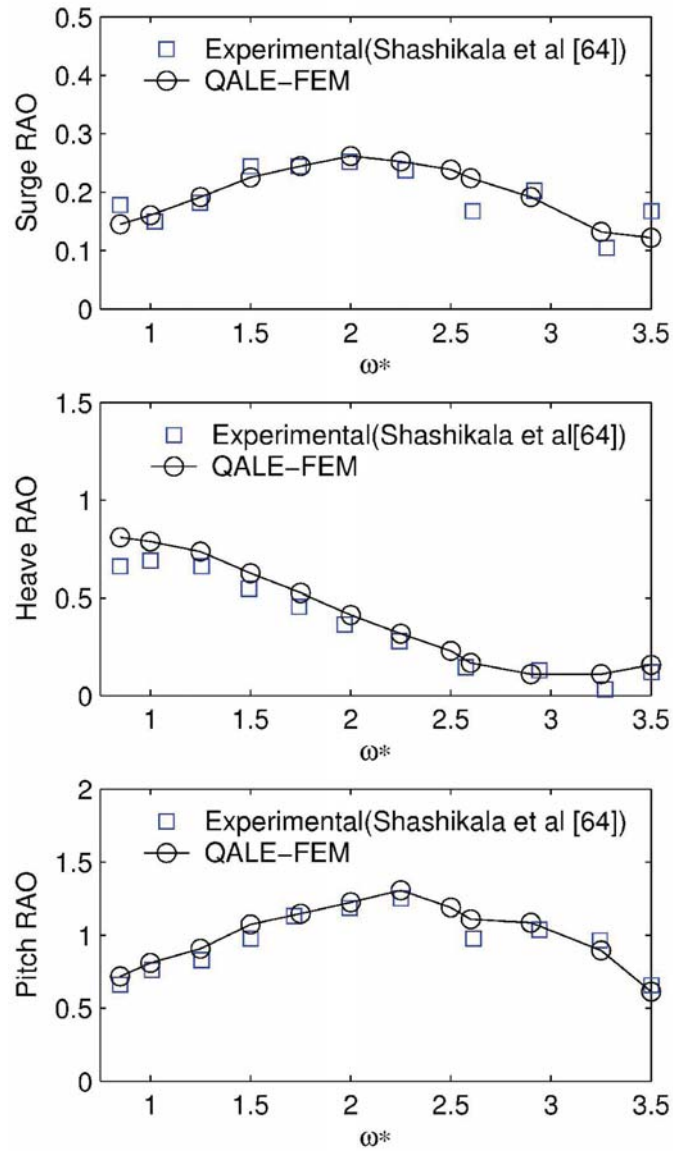 0.5
0.4
0.3
0.2
0.1
0
Surge RAO
Experimental(Shashikala et al [64])
QALE-FEM
1 1.5 2 2.5 3 3.5
ω*
1.5
1
0.5
0
Heave RAO
Experimental(Shashikala et al[64])
QALE-FEM
1 1.5 2 2.5 3 3.5
ω*
2
1.5
1
0.5
0
Pitch RAO
Experimental(Shashikala et al [64])
QALE-FEM
1 1.5 2 2.5 3 3.5
ω*